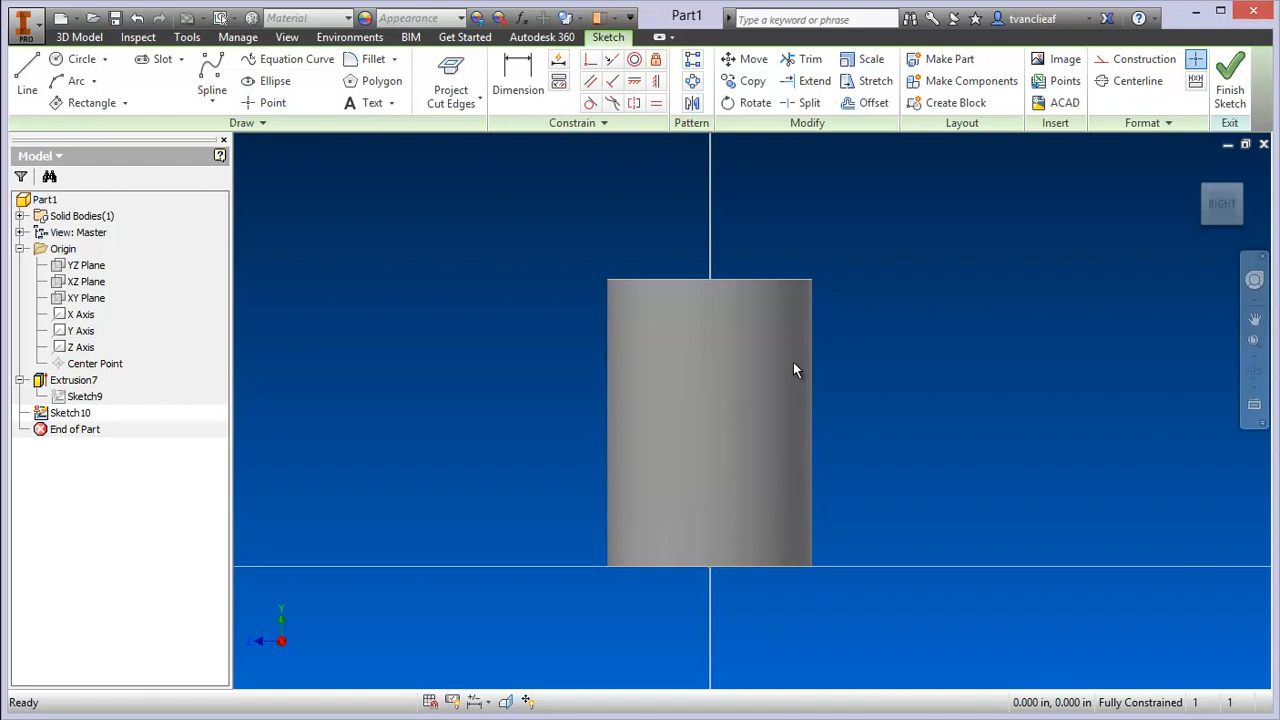 Material
Appearance
Part1
Type a keyword or phrase
tvancleaf
PRO
3D Model
Inspect
Tools
Manage
View
Environments
BIM
Get Started
Autodesk 360
Sketch
Line
Circle
Arc
Rectangle
Slot
Spline
Equation Curve
Ellipse
Point
Fillet
Polygon
Text
Project
Cut Edges
Dimension
Move
Copy
Rotate
Trim
Extend
Split
Scale
Stretch
Offset
Make Part
Make Components
Create Block
Image
Points
ACAD
Construction
Centerline
Finish
Sketch
Draw
Constrain
Pattern
Modify
Layout
Insert
Format
Exit
Model
Part1
Solid Bodies(1)
View: Master
Origin
YZ Plane
XZ Plane
XY Plane
X Axis
Y Axis
Z Axis
Center Point
Extrusion7
Sketch9
Sketch10
End of Part
RIGHT
Y
Z
Ready
0.000 in, 0.000 in
Fully Constrained
1
1